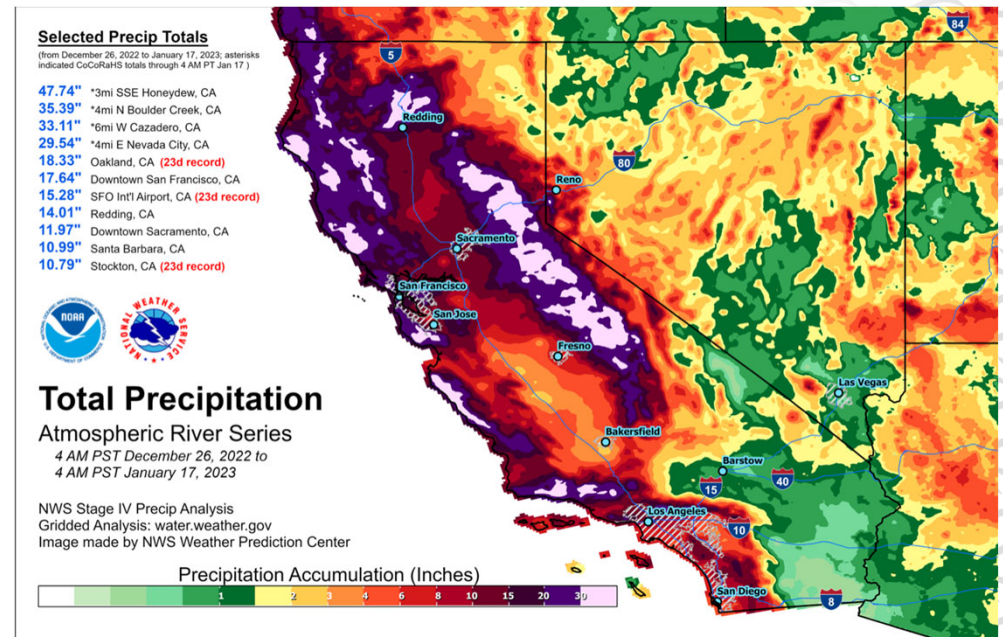 Selected Precip Totals
(from December 26, 2022 to January 17, 2023; asterisks
indicated CoCoRaHS totals through 4 AM PT Jan 17 )
47.74" *3mi SSE Honeydew, CA
35.39" *4mi N Boulder Creek, CA
33.11" *6mi W Cazadero, CA
29.54" *4mi E Nevada City, CA
18.33" Oakland, CA (23d record)
17.64" Downtown San Francisco, CA
15.28" SFO Int'l Airport, CA (23d record)
14.01" Redding, CA
11.97" Downtown Sacramento, CA
10.99" Santa Barbara, CA
10.79" Stockton, CA (23d record)
NOAA
NATIONAL WEATHER SERVICE
Total Precipitation
Atmospheric River Series
4 AM PST December 26, 2022 to
4 AM PST January 17, 2023
NWS Stage IV Precip Analysis
Gridded Analysis: water.weather.gov
Image made by NWS Weather Prediction Center
Precipitation Accumulation (Inches)
1 2 3 4 5 6 8 10 15 20 30
84
5
Redding
80
Reno
Sacramento
San Francisco
San Jose
Fresno
Las Vegas
Bakersfield
Barstow
40
15
Los Angeles
10
San Diego
8